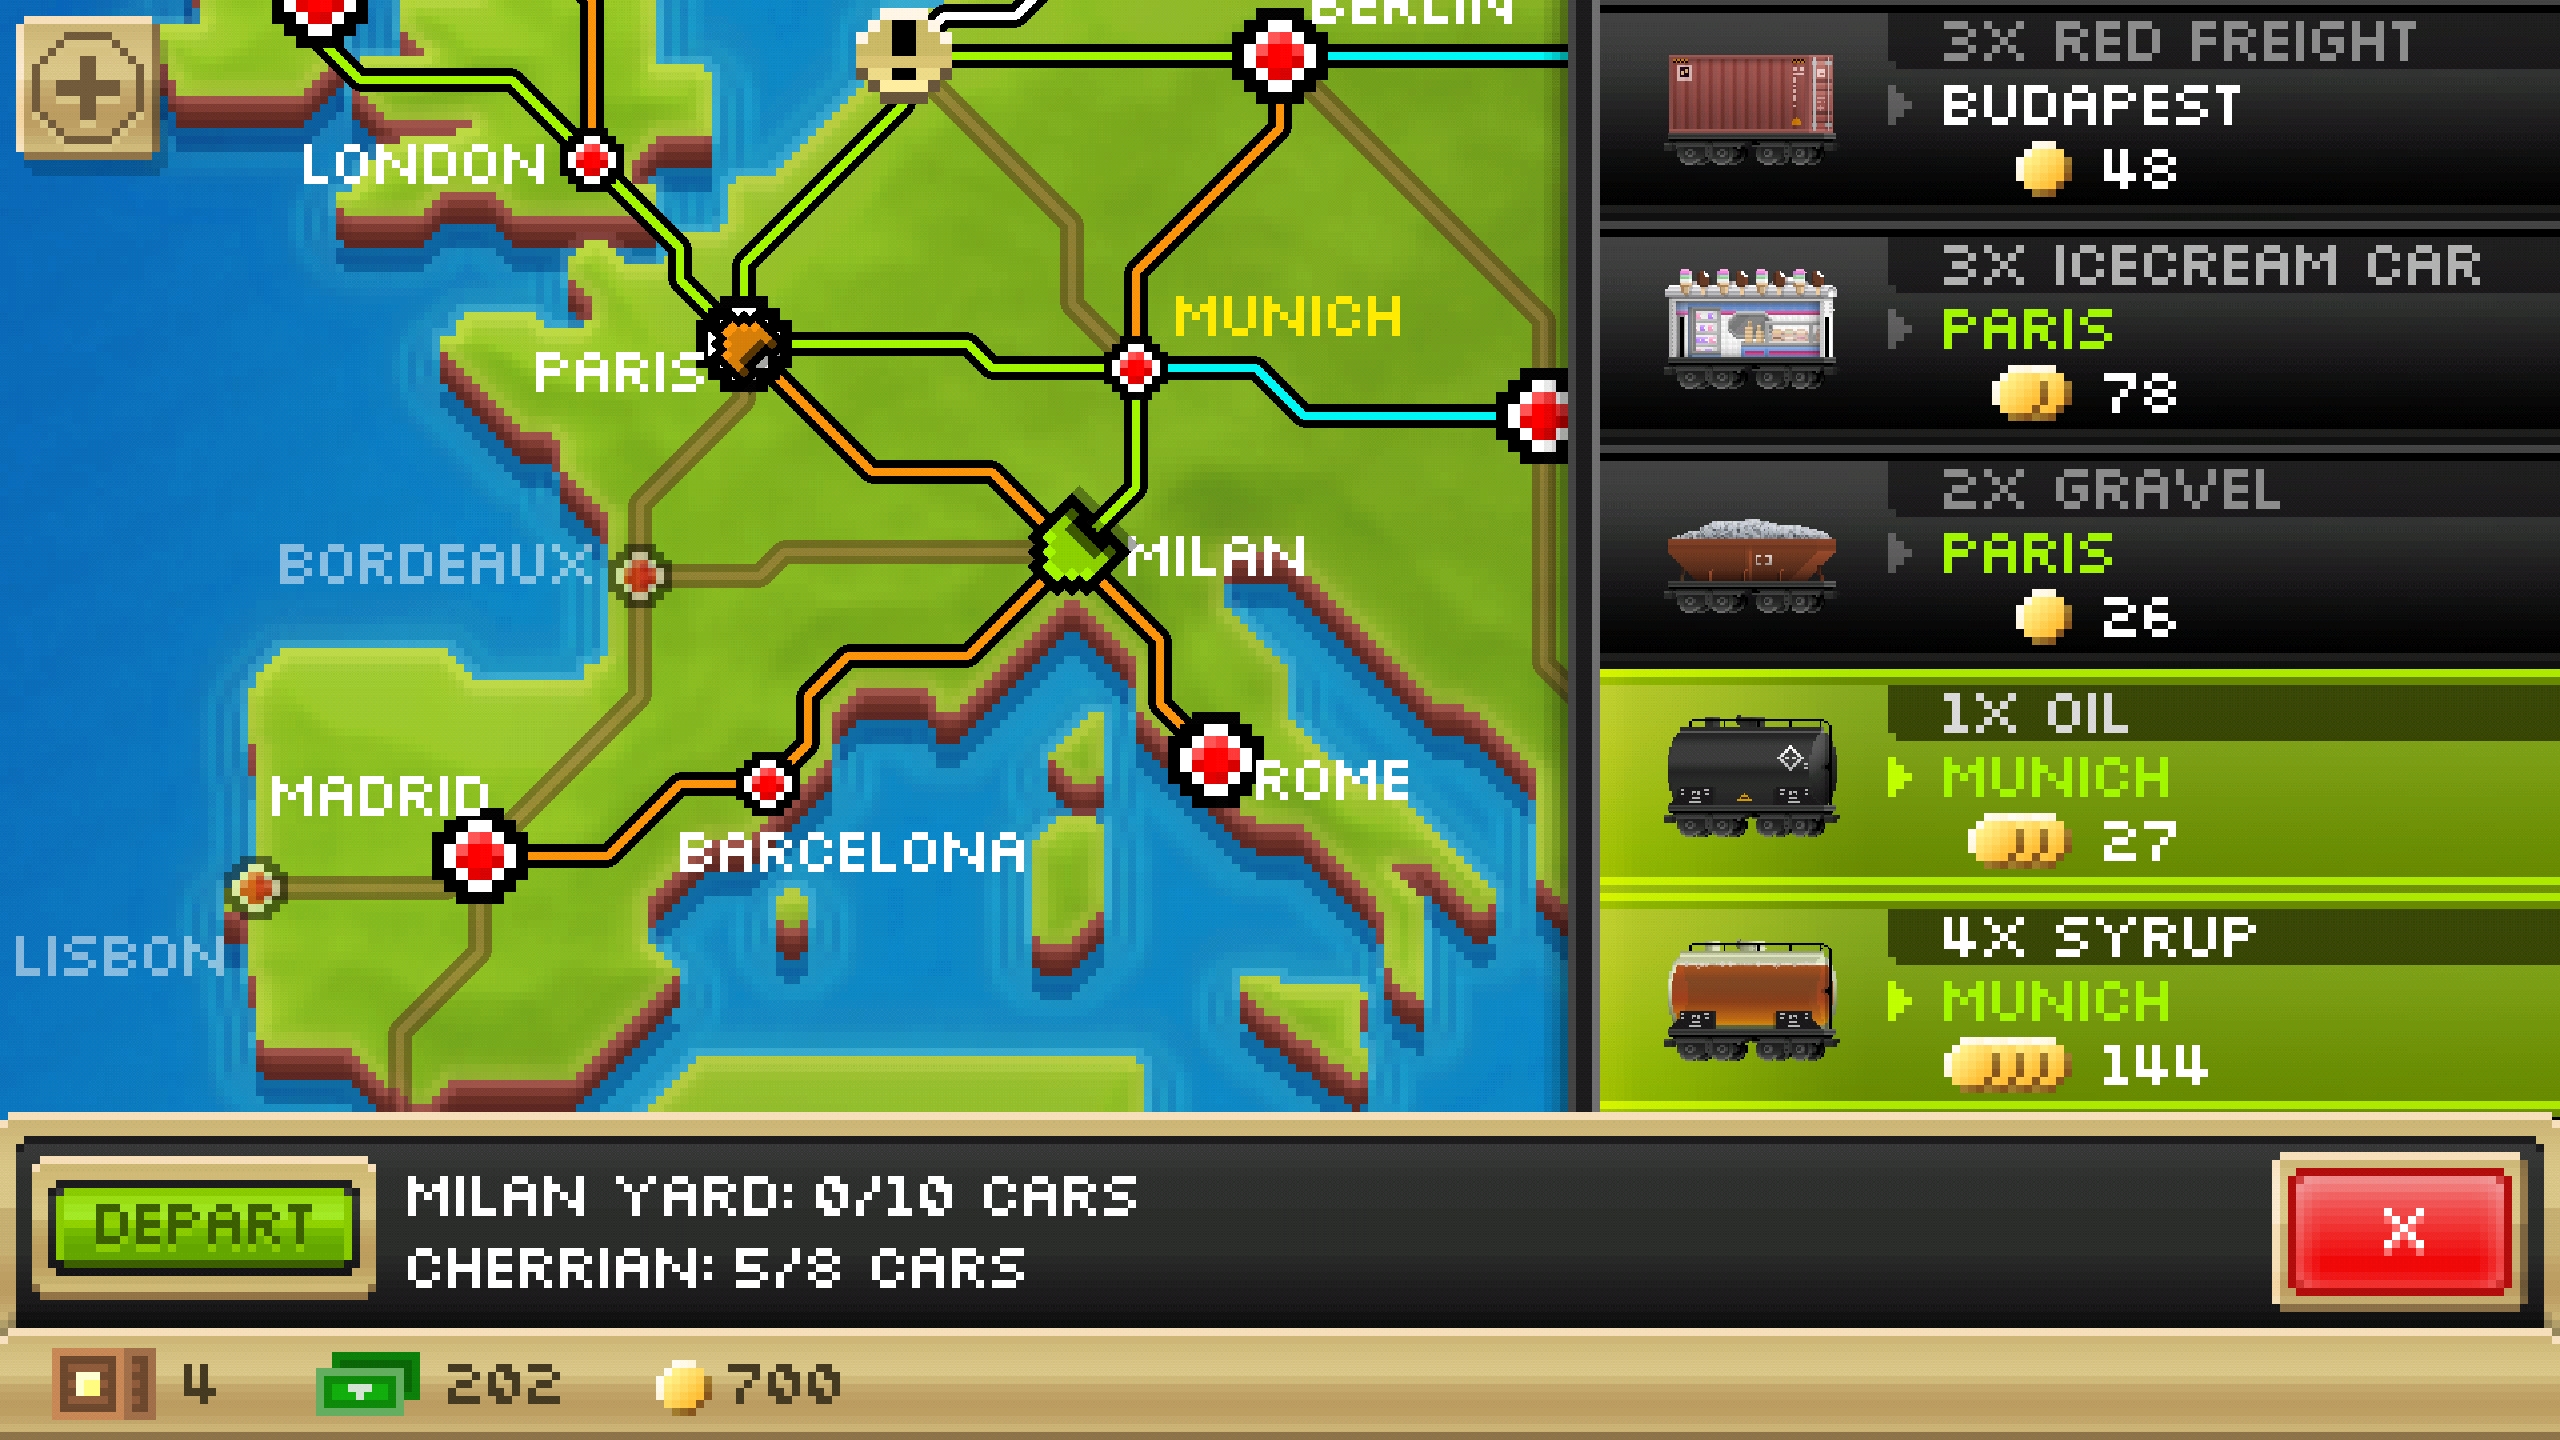 BERLIN
LONDON
MUNICH
PARIS
MILAN
BORDEAUX
ROME
MADRID
BARCELONA
LISBON
3X RED FREIGHT
BUDAPEST
48
3X ICECREAM CAR
PARIS
78
2X GRAVEL
PARIS
26
1X OIL
MUNICH
27
4X SYRUP
MUNICH
144
DEPART
MILAN YARD: 0/10 CARS
CHERRIAN: 5/8 CARS
X
4
202
700